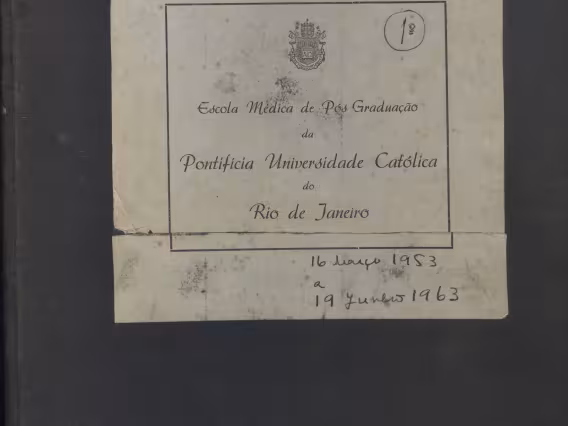 1º
Escola Médica de Pós Graduação
da
Pontificia Universidade Católica
do
Rio de Janeiro
16 março 1953
a
19 junho 1963